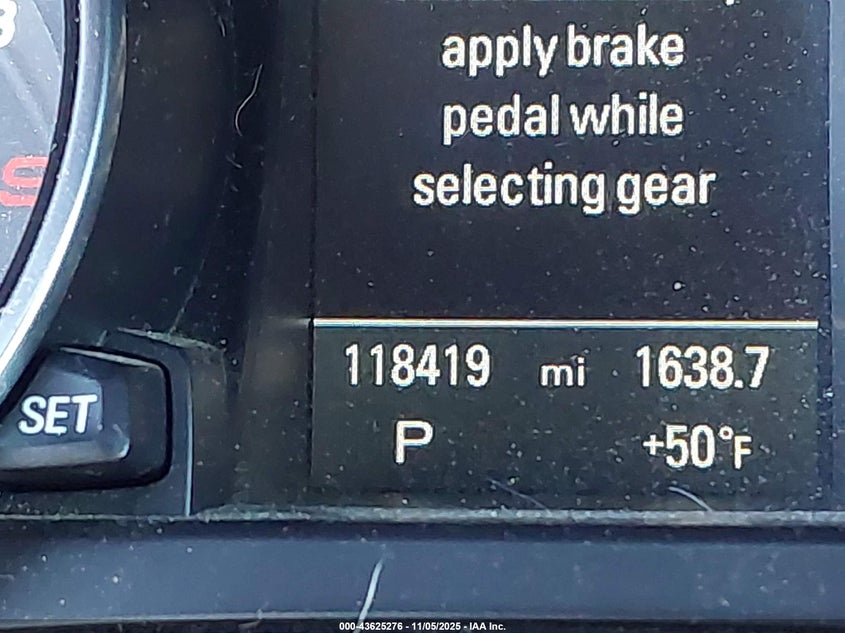 apply brake
pedal while
selecting gear
118419 mi 1638.7
P +50°F
SET
000-43625276 - 11/05/2025 - IAA Inc.